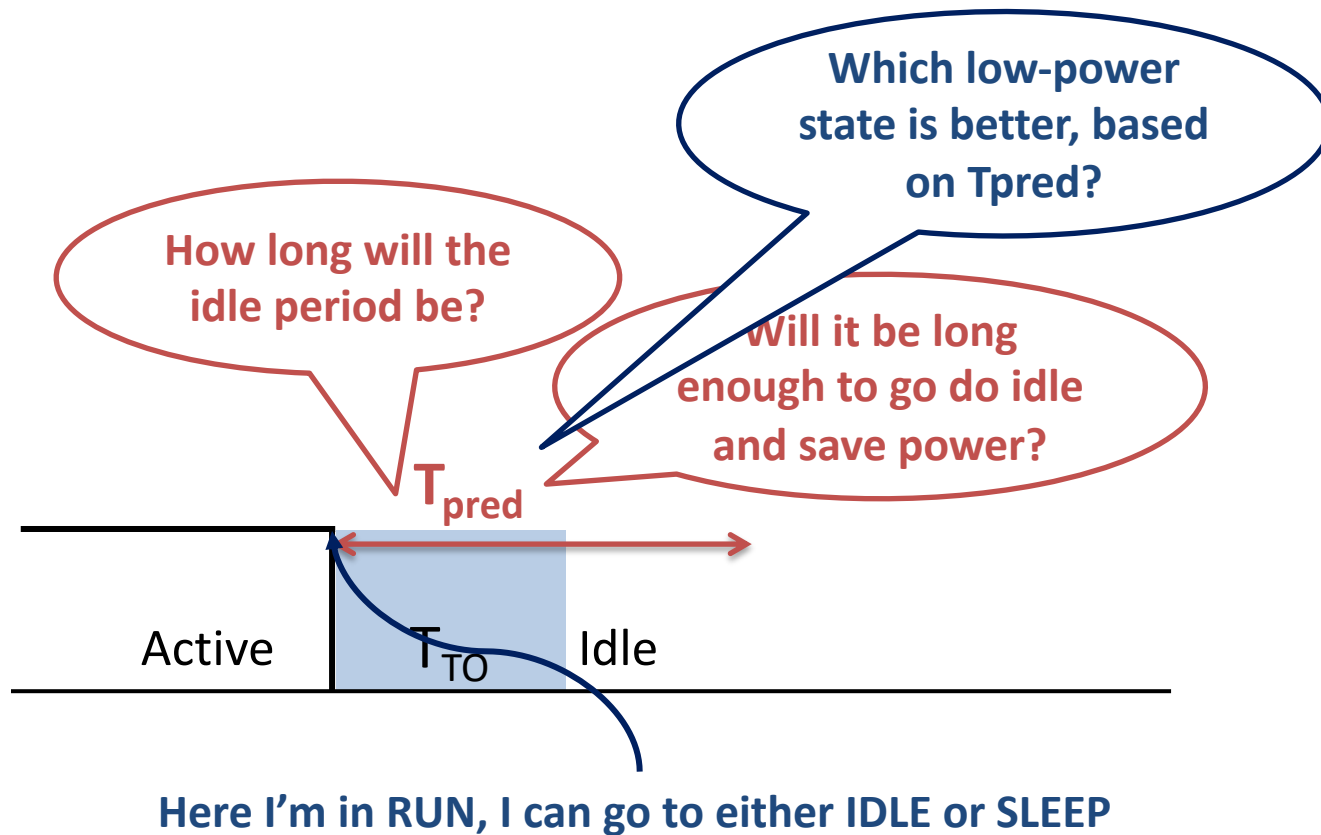 Which low-power
state is better, based
on Tpred?
How long will the
idle period be?
Will it be long
enough to go do idle
and save power?
Tpred
Active
TTO
Idle
Here I'm in RUN, I can go to either IDLE or SLEEP